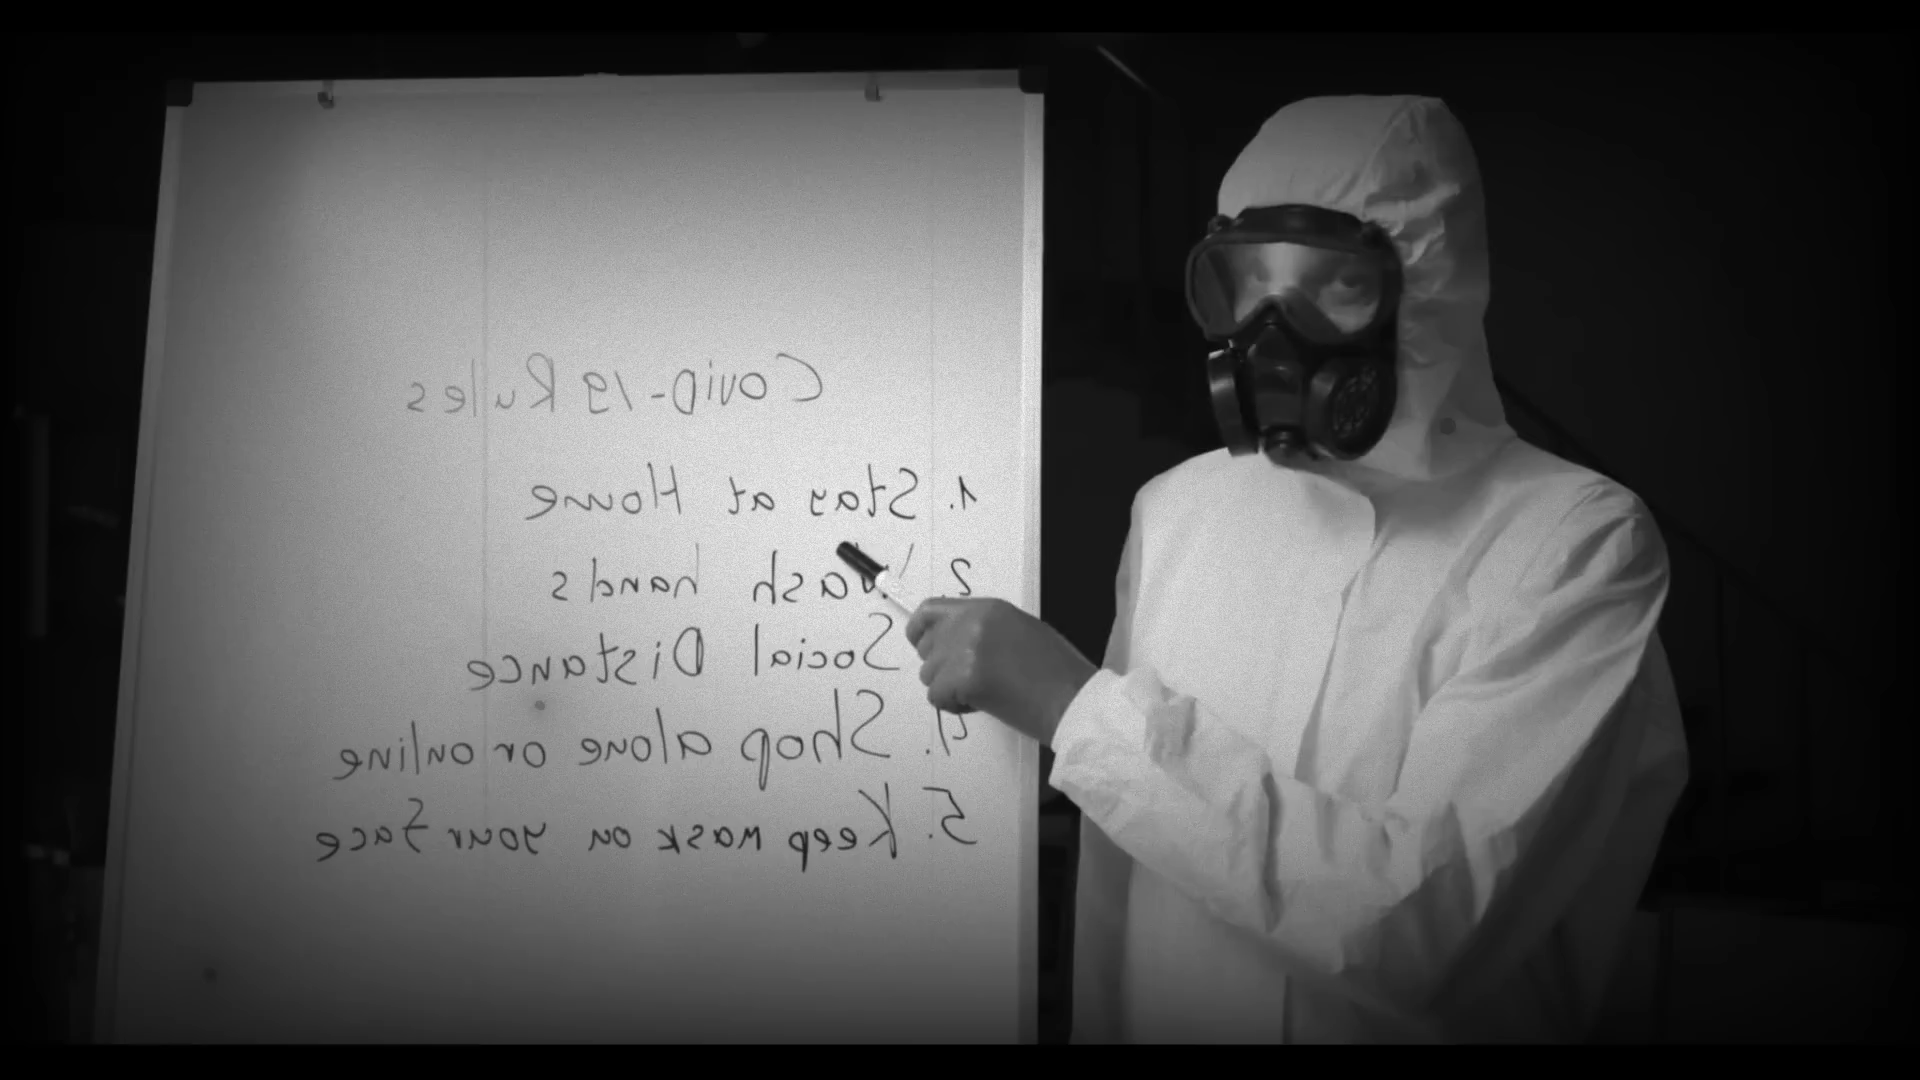 Covid-19 Rules
1. Stay at Home
2. Wash hands
Social Distance
4. Shop alone or online
5. Keep mask on your face